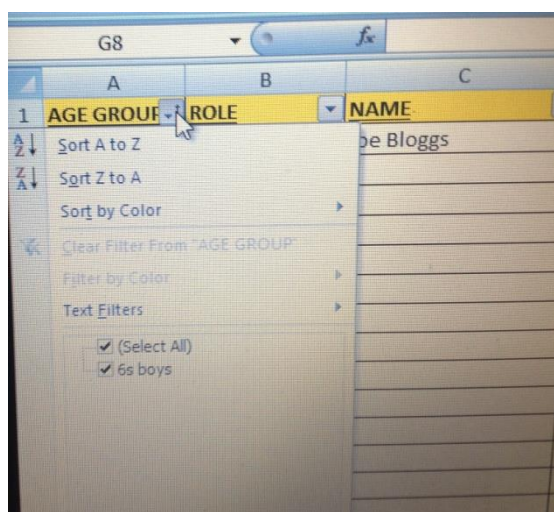 G8 fx
A B C
1 AGE GROUP ROLE NAME
Sort A to Z
Bloggs
Sort Z to A
Sort by Color
Clear Filter From "AGE GROUP"
Filter by Color
Text Filters
(Select All)
6s boys